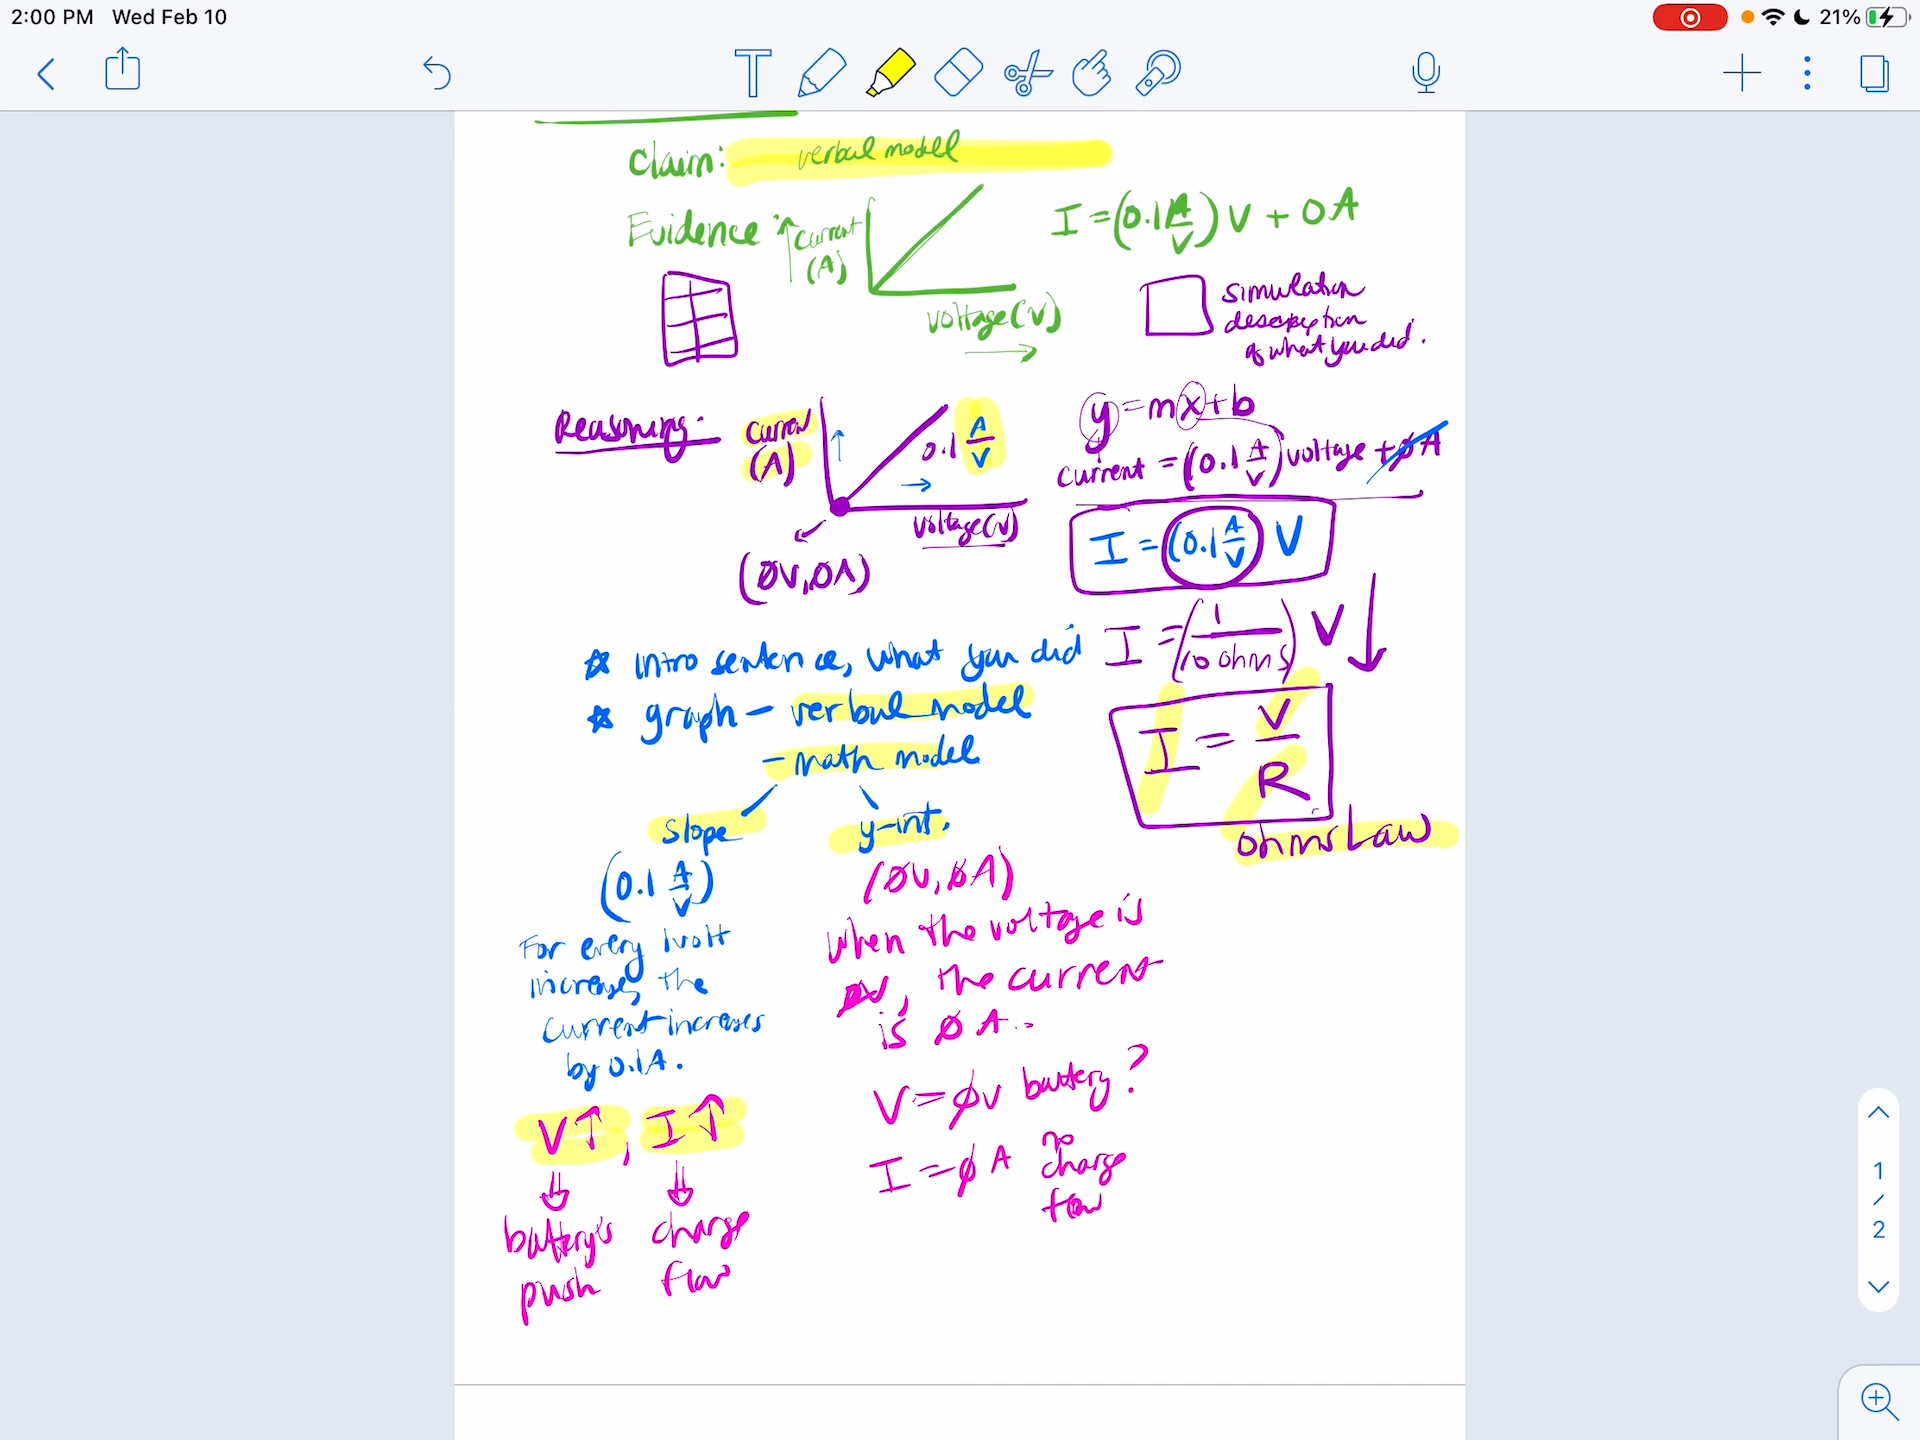 2:00 PM Wed Feb 10
21%
T
Claim: verbal model
Evidence: Current (A)
I = (0.1 A/V) V + 0A
Voltage (V)
simulation
description
of what you did.
Reasoning:
Current
(A)
0.1 A/V
Voltage (V)
(0V, 0A)
y = mx + b
Current = (0.1 A/V) voltage + 0A
I = (0.1 A/V) V
I = (1/10 ohms) V
I = V/R
ohms Law
☆ intro sentence, what you did
☆ graph - verbal model
- math model
slope
(0.1 A/V)
For every 1 volt
increases, the
current increases
by 0.1A.
V↑, I↑
battery's
push
charge
flow
y-int.
(0V, 0A)
When the voltage is
0V, the current
is 0 A.
V = 0V battery?
I = 0 A no
charge
flow
1
/
2